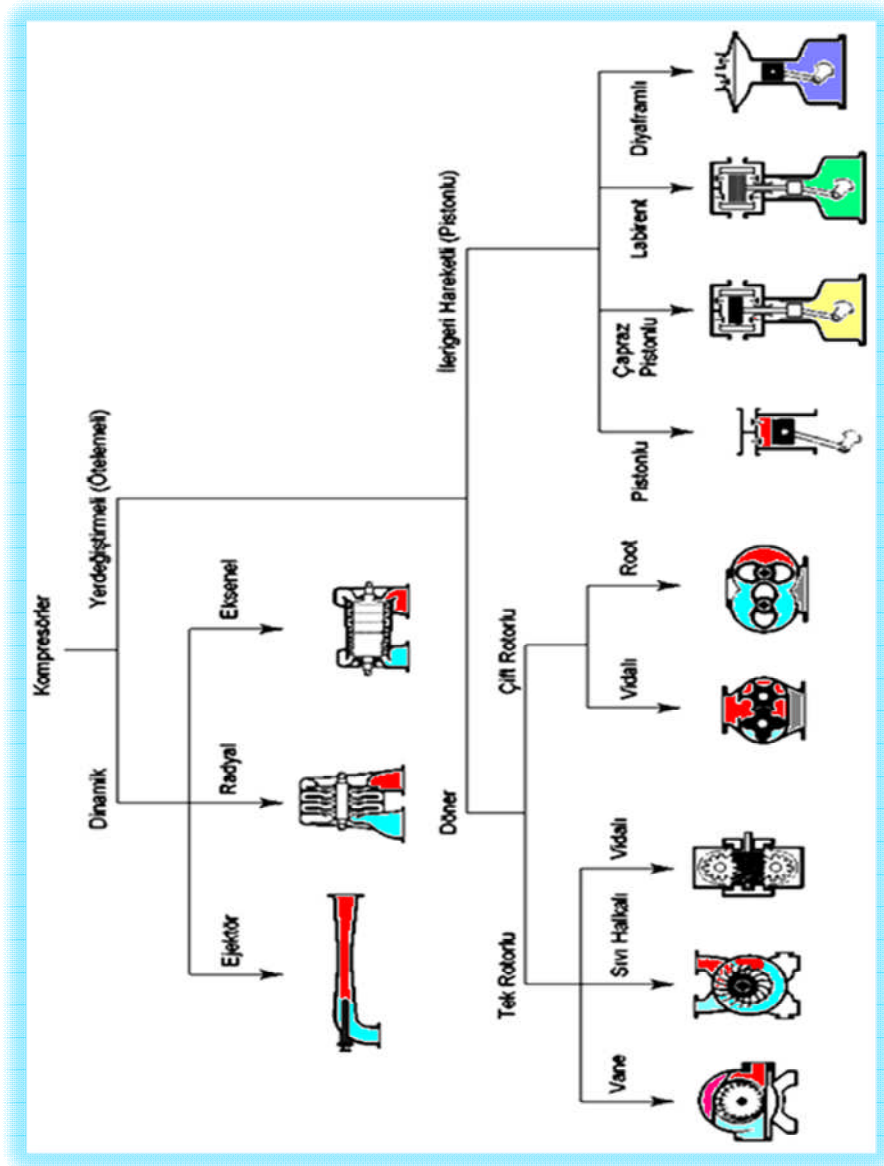 Kompresörler
Dinamik
Yerdeğiştirmeli (Ötelemeli)
Ejektör
Radyal
Eksenel
Döner
İlerigeri Hareketli (Pistonlu)
Tek Rotorlu
Çift Rotorlu
Vane
Sıvı Halkalı
Vidalı
Vidalı
Root
Pistonlu
Çapraz
Pistonlu
Labirent
Diyaframlı